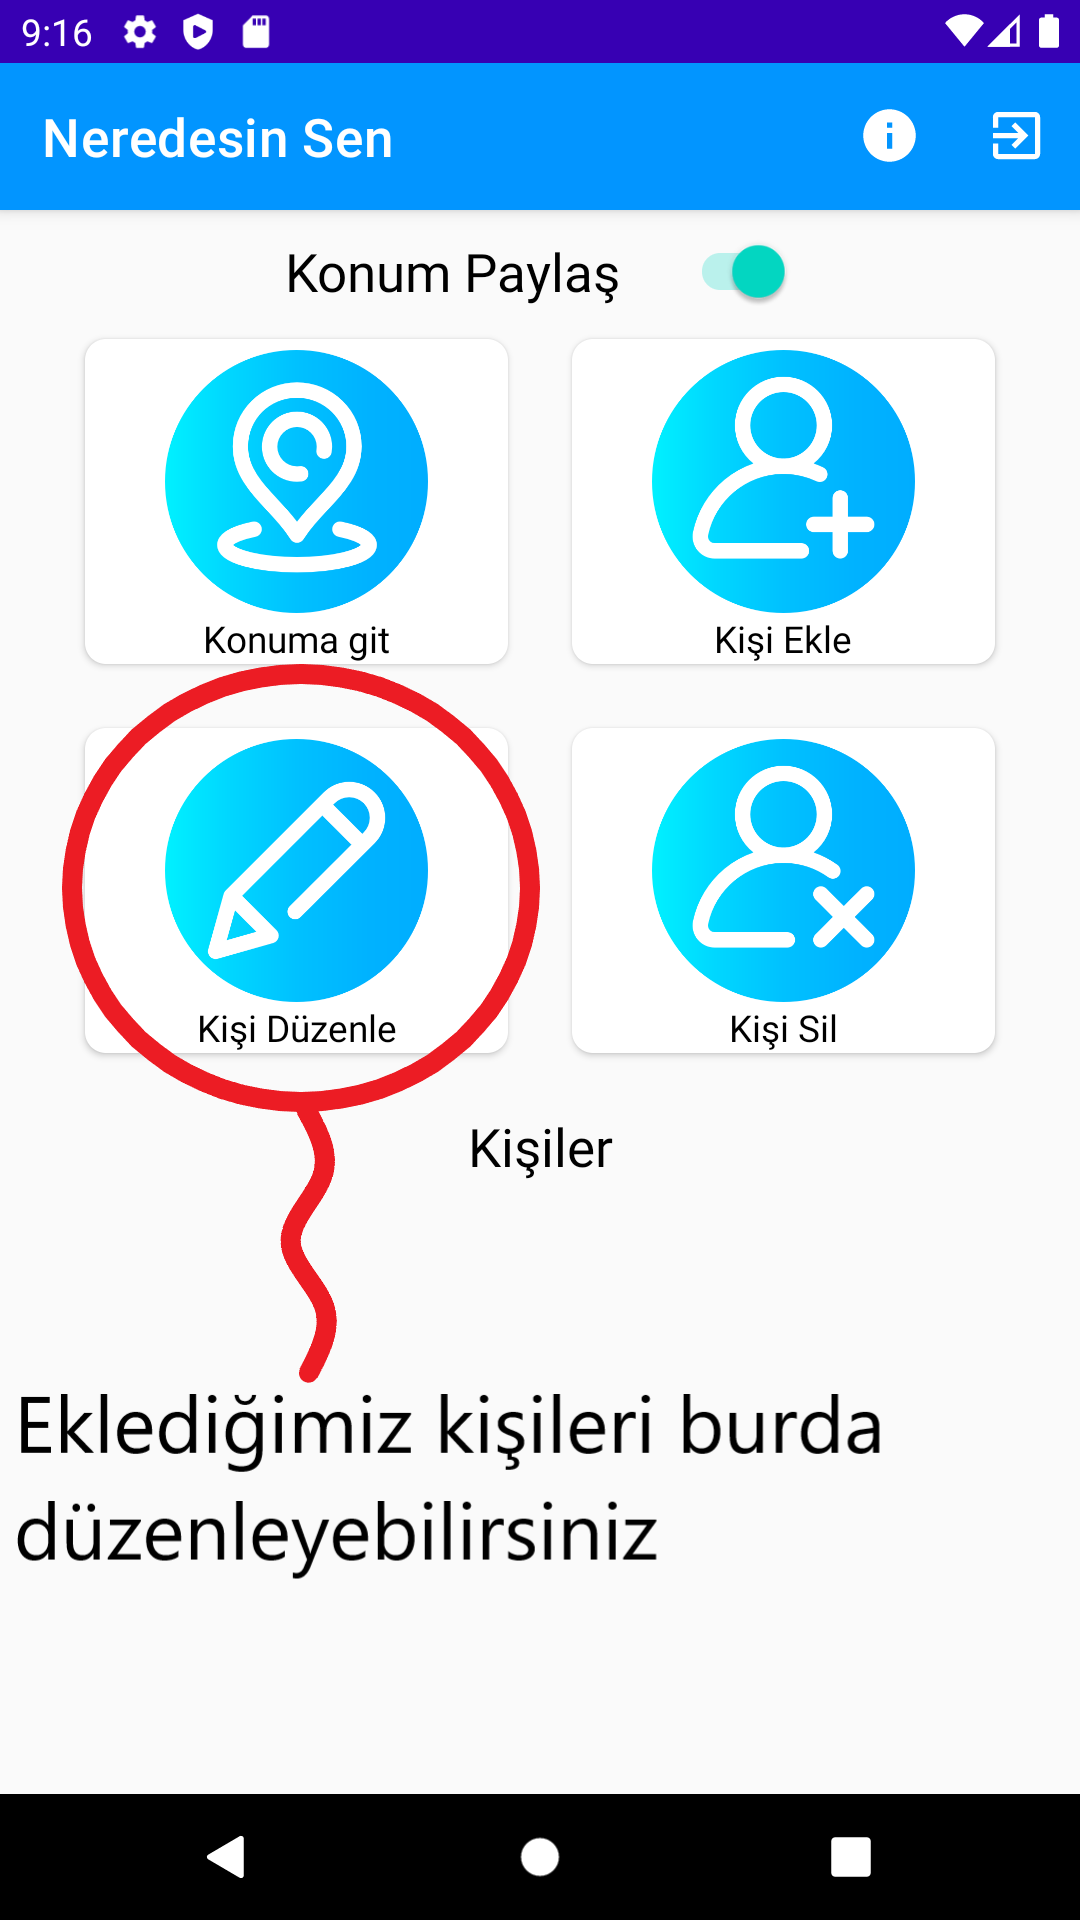 9:16
Neredesin Sen
Konum Paylaş
Konuma git
Kişi Ekle
Kişi Düzenle
Kişi Sil
Kişiler
Eklediğimiz kişileri burda
düzenleyebilirsiniz